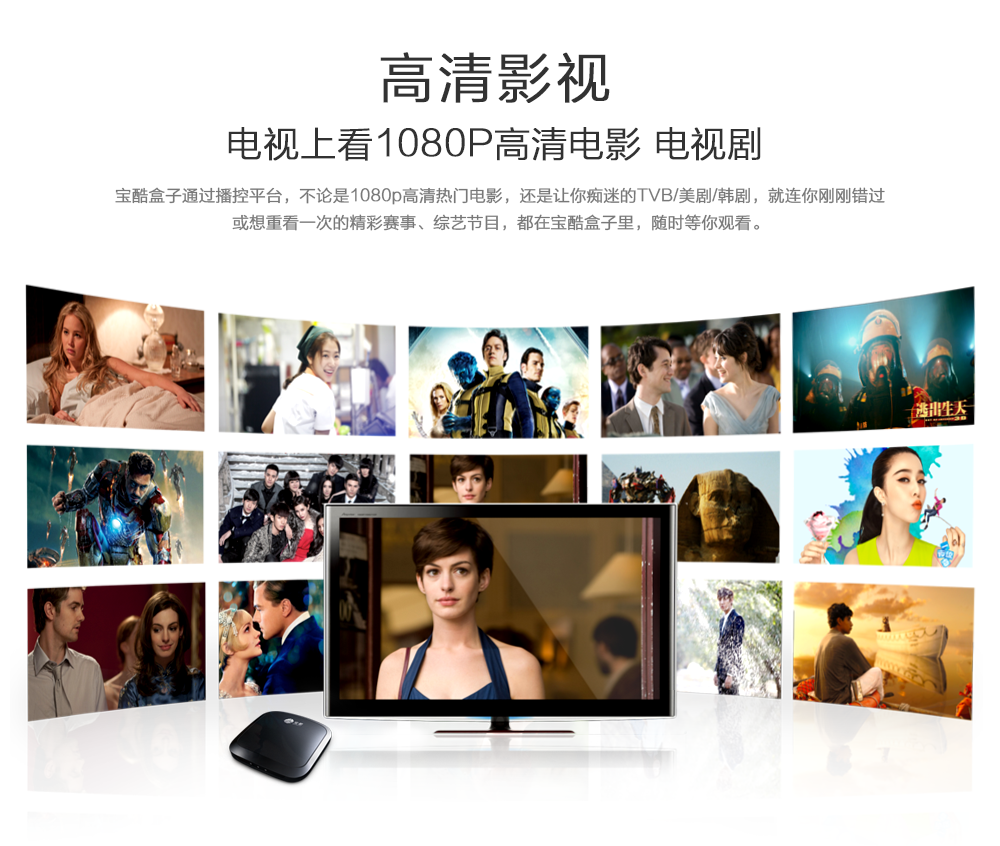 高清影视
电视上看1080P高清电影 电视剧
宝酷盒子通过播控平台，不论是1080p高清热门电影，还是让你痴迷的TVB/美剧/韩剧，就连你刚刚错过
或想重看一次的精彩赛事、综艺节目，都在宝酷盒子里，随时等你观看。
逃出生天